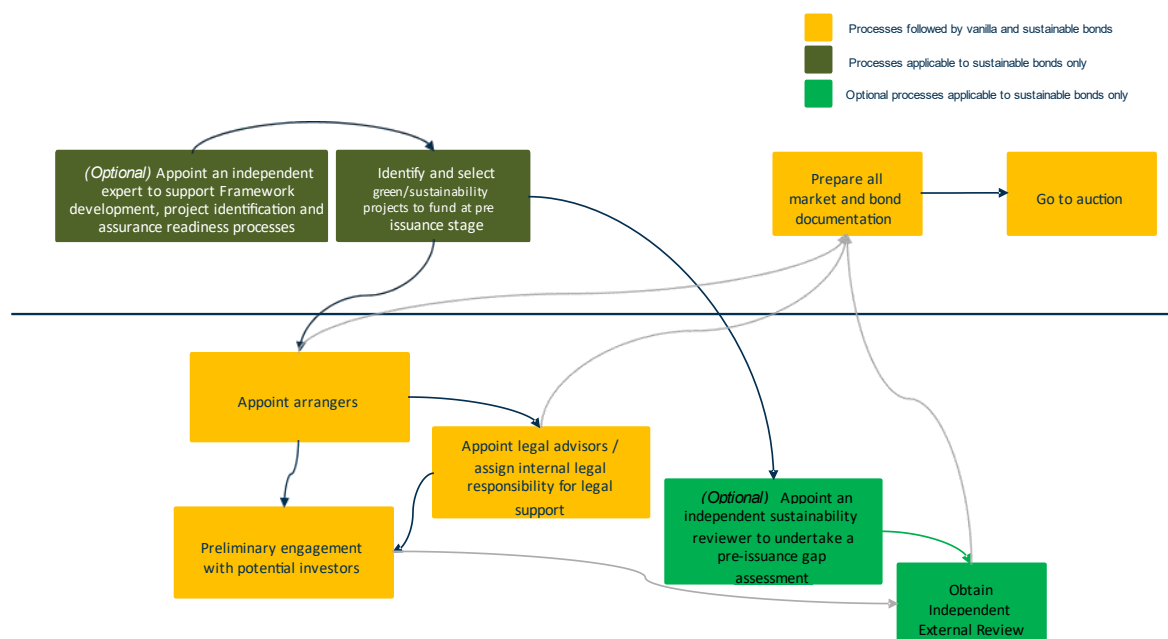 Processes followed by vanilla and sustainable bonds
Processes applicable to sustainable bonds only
Optional processes applicable to sustainable bonds only
(Optional) Appoint an independent
expert to support Framework
development, project identification and
assurance readiness processes
Identify and select
green/sustainability
projects to fund at pre
issuance stage
Prepare all
market and bond
documentation
Go to auction
Appoint arrangers
Appoint legal advisors /
assign internal legal
responsibility for legal
support
Preliminary engagement
with potential investors
(Optional) Appoint an
independent sustainability
reviewer to undertake a
pre-issuance gap
assessment
Obtain
Independent
External Review